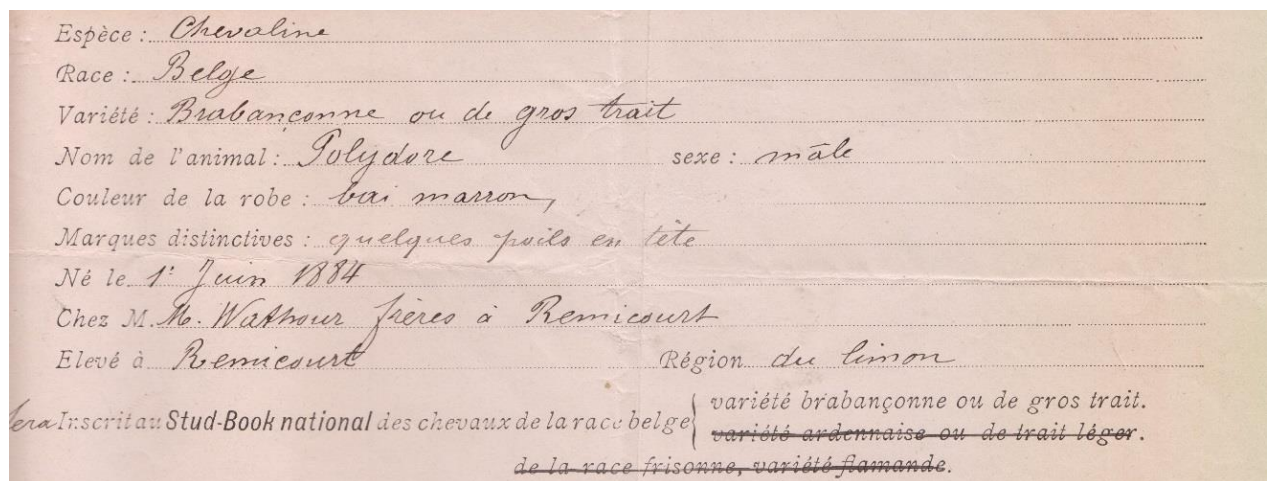 Espèce : Chevaline
Race : Belge
Variété : Brabançonne ou de gros trait
Nom de l'animal : Polydore sexe : mâle
Couleur de la robe : bai marron,
Marques distinctives : quelques poils en tête
Né le 1r Juin 1884
Chez M. M. Wathour frères à Remicourt
Elevé à Remicourt Région du limon
sera Inscrit au Stud-Book national des chevaux de la race belge { variété brabançonne ou de gros trait.
variété ardennaise ou de trait léger.
de la race frisonne, variété flamande.